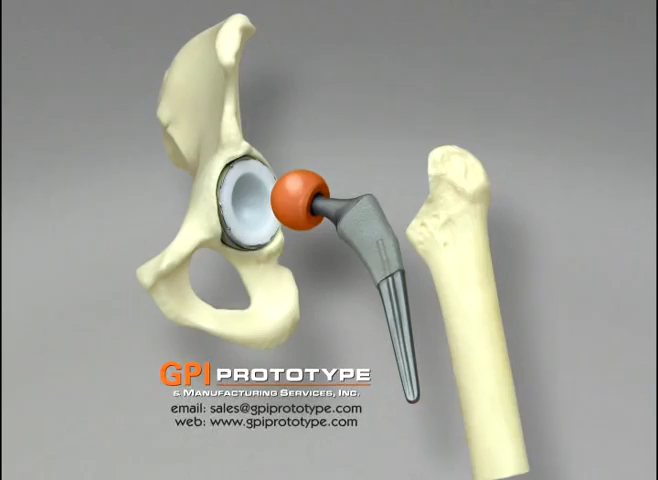 GPI PROTOTYPE
& MANUFACTURING SERVICES, INC.
email: sales@gpiprototype.com
web: www.gpiprototype.com